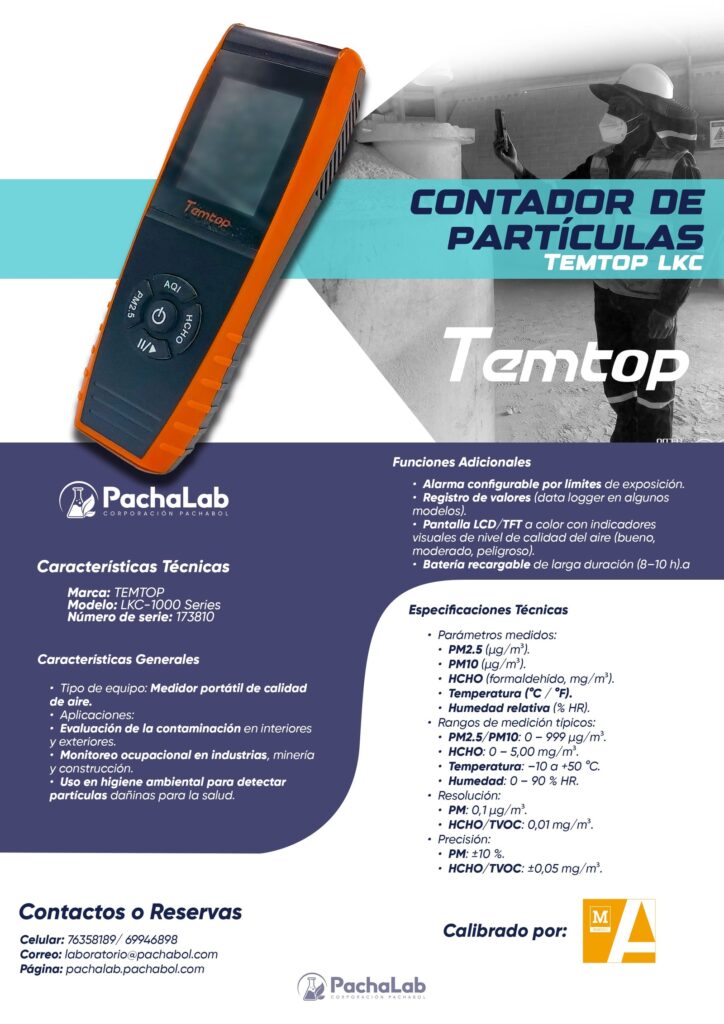 Temtop
AQI
PM2.5
HCHO
CONTADOR DE
PARTÍCULAS
TEMTOP LKC
Temtop
PachaLab
CORPORACIÓN PACHABOL
Características Técnicas
Marca: TEMTOP
Modelo: LKC-1000 Series
Número de serie: 173810
Características Generales
• Tipo de equipo: Medidor portátil de calidad
de aire.
• Aplicaciones:
• Evaluación de la contaminación en interiores
y exteriores.
• Monitoreo ocupacional en industrias, minería
y construcción.
• Uso en higiene ambiental para detectar
partículas dañinas para la salud.
Funciones Adicionales
• Alarma configurable por límites de exposición.
• Registro de valores (data logger en algunos
modelos).
• Pantalla LCD/TFT a color con indicadores
visuales de nivel de calidad del aire (bueno,
moderado, peligroso).
• Batería recargable de larga duración (8–10 h).a
Especificaciones Técnicas
• Parámetros medidos:
• PM2.5 (µg/m³).
• PM10 (µg/m³).
• HCHO (formaldehído, mg/m³).
• Temperatura (°C / °F).
• Humedad relativa (% HR).
• Rangos de medición típicos:
• PM2.5/PM10: 0 – 999 µg/m³.
• HCHO: 0 – 5,00 mg/m³.
• Temperatura: –10 a +50 °C.
• Humedad: 0 – 90 % HR.
• Resolución:
• PM: 0,1 µg/m³.
• HCHO/TVOC: 0,01 mg/m³.
• Precisión:
• PM: ±10 %.
• HCHO/TVOC: ±0,05 mg/m³.
Contactos o Reservas
Celular: 76358189/ 69946898
Correo: laboratorio@pachabol.com
Página: pachalab.pachabol.com
Calibrado por:
M
A
PachaLab
CORPORACIÓN PACHABOL